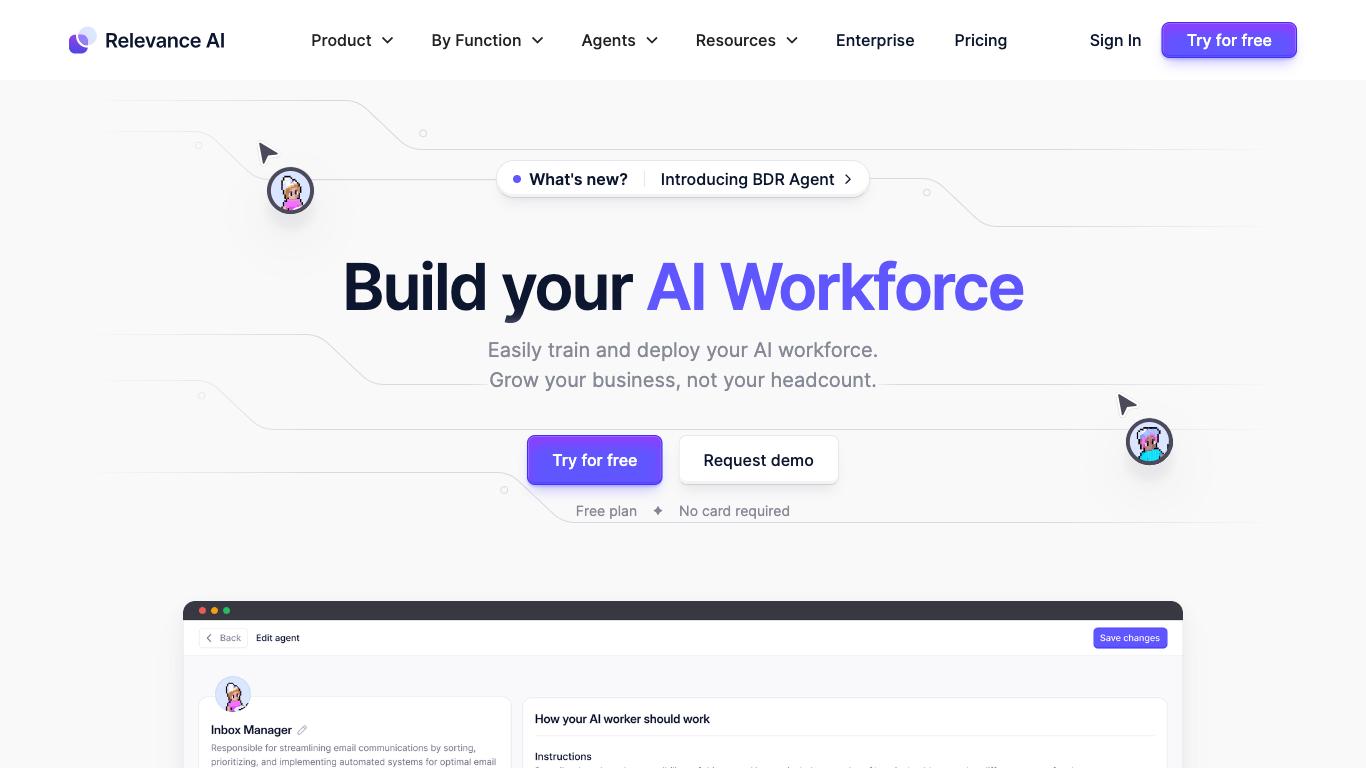 Relevance AI
Product
By Function
Agents
Resources
Enterprise
Pricing
Sign In
Try for free
What's new?
Introducing BDR Agent
Build your AI Workforce
Easily train and deploy your AI workforce.
Grow your business, not your headcount.
Try for free
Request demo
Free plan ✦ No card required
Back
Edit agent
Save changes
Inbox Manager
Responsible for streamlining email communications by sorting,
prioritizing, and implementing automated systems for optimal email
How your AI worker should work
Instructions